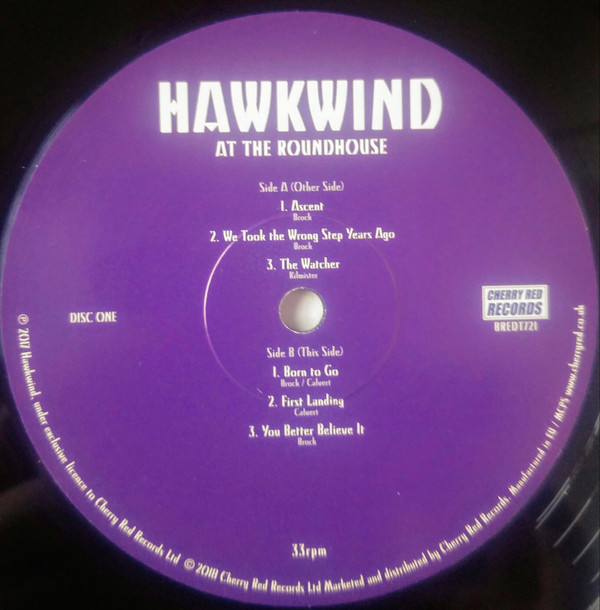 HAWKWIND
AT THE ROUNDHOUSE
Side A (Other Side)
1. Ascent
Brock
2. We Took the Wrong Step Years Ago
Brock
3. The Watcher
Kilmister
DISC ONE
CHERRY RED
RECORDS
BREDT721
Side B (This Side)
1. Born to Go
Brock / Calvert
2. First Landing
Calvert
3. You Better Believe It
Brock
33rpm
℗ 2017 Hawkwind, under exclusive licence to Cherry Red Records Ltd © 2018 Cherry Red Records Ltd Marketed and distributed by Cherry Red Records. Manufactured in EU / MCPS www.cherryred.co.uk